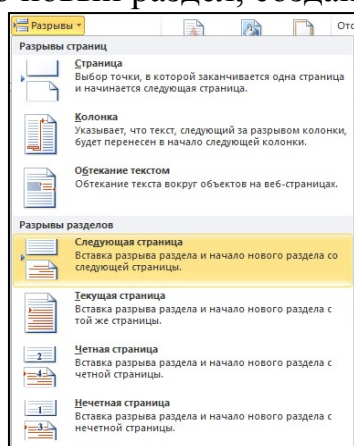 новый раздел, создан
Разрывы
Разрывы страниц
Страница
Выбор точки, в которой заканчивается одна страница
и начинается следующая страница.
Колонка
Указывает, что текст, следующий за разрывом колонки,
будет перенесен в начало следующей колонки.
Обтекание текстом
Обтекание текста вокруг объектов на веб-страницах.
Разрывы разделов
Следующая страница
Вставка разрыва раздела и начало нового раздела со
следующей страницы.
Текущая страница
Вставка разрыва раздела и начало нового раздела с
той же страницы.
2
4
Четная страница
Вставка разрыва раздела и начало нового раздела с
четной страницы.
1
3
Нечетная страница
Вставка разрыва раздела и начало нового раздела с
нечетной страницы.